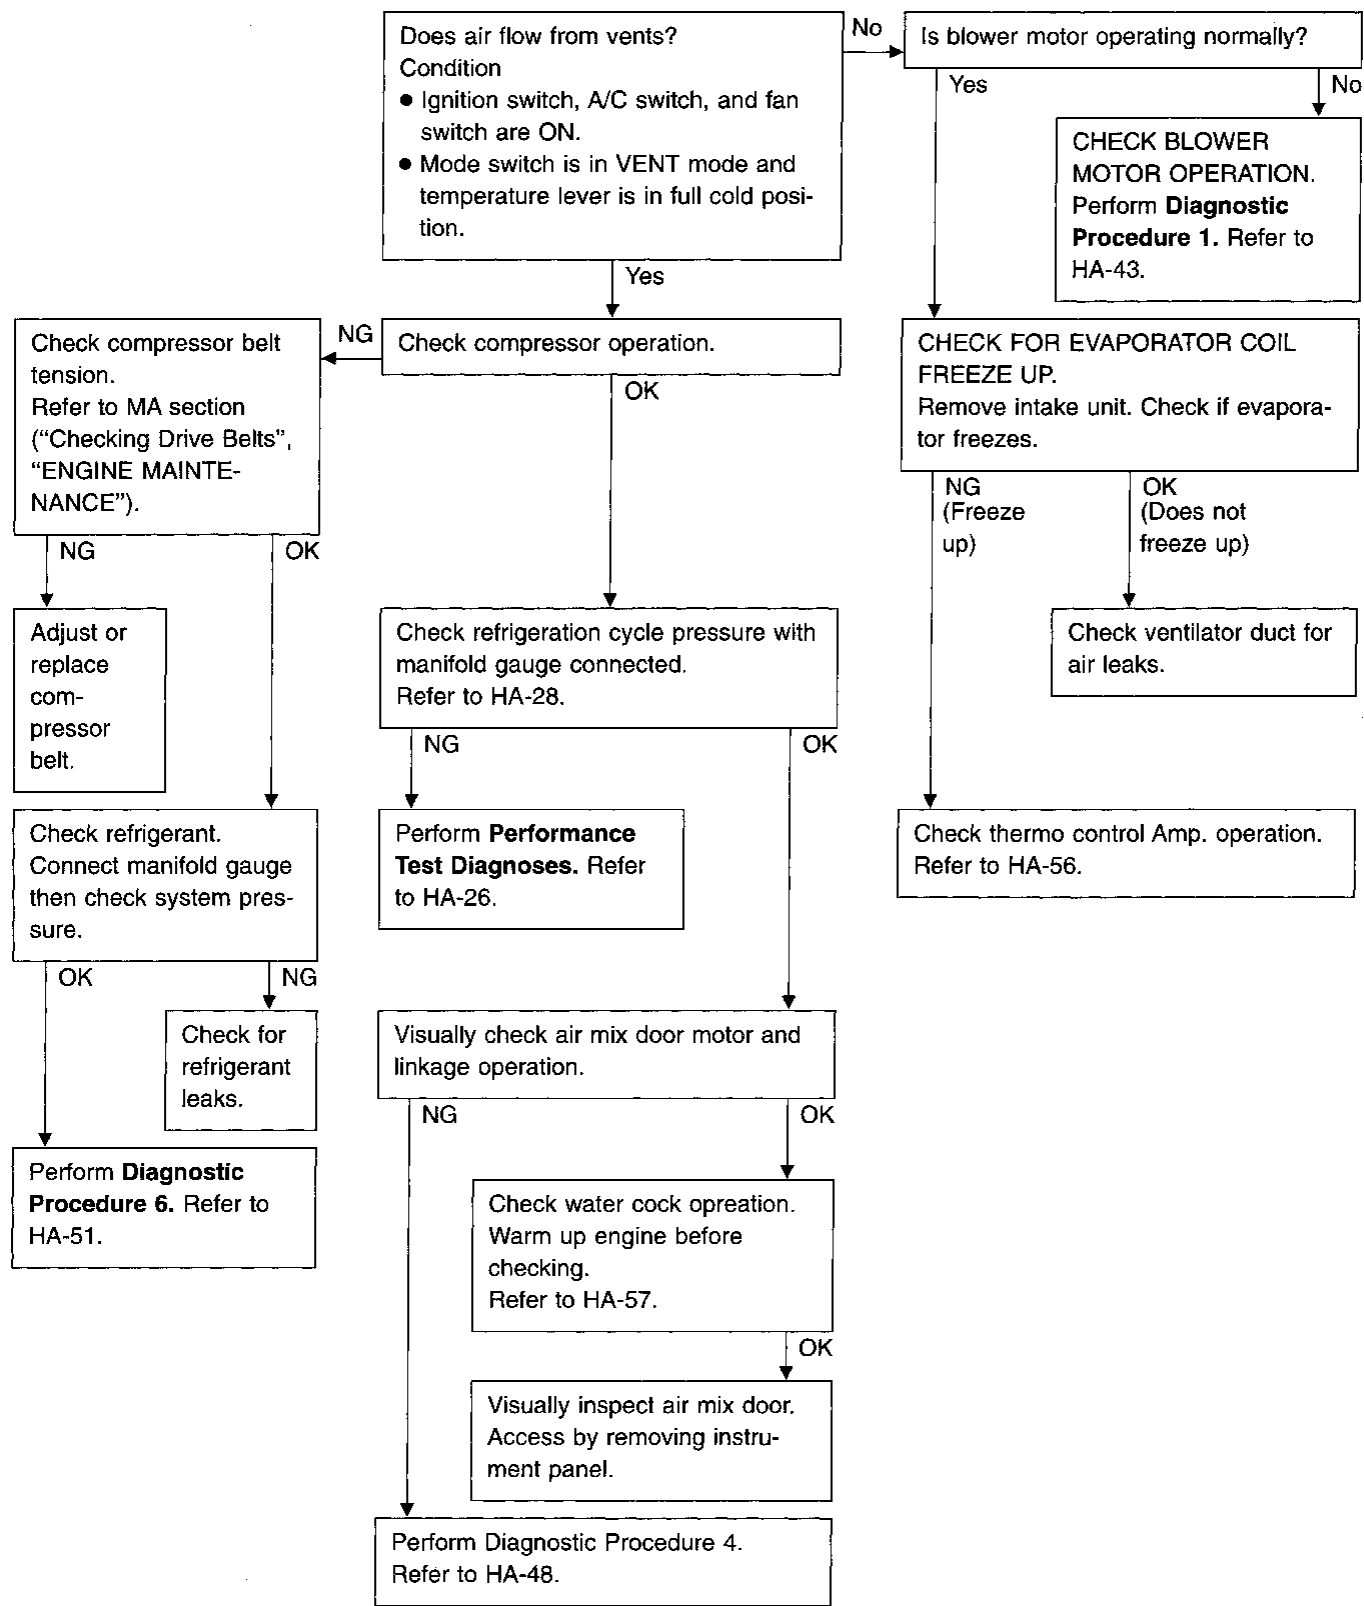 Does air flow from vents?
Condition
● Ignition switch, A/C switch, and fan
switch are ON.
● Mode switch is in VENT mode and
temperature lever is in full cold posi-
tion.
No
Is blower motor operating normally?
Yes
No
CHECK BLOWER
MOTOR OPERATION.
Perform Diagnostic
Procedure 1. Refer to
HA-43.
Yes
Check compressor belt
tension.
Refer to MA section
(“Checking Drive Belts”,
“ENGINE MAINTE-
NANCE”).
NG
Check compressor operation.
OK
CHECK FOR EVAPORATOR COIL
FREEZE UP.
Remove intake unit. Check if evapora-
tor freezes.
NG
(Freeze
up)
OK
(Does not
freeze up)
NG
OK
Adjust or
replace
com-
pressor
belt.
Check refrigeration cycle pressure with
manifold gauge connected.
Refer to HA-28.
Check ventilator duct for
air leaks.
NG
OK
Check refrigerant.
Connect manifold gauge
then check system pres-
sure.
Perform Performance
Test Diagnoses. Refer
to HA-26.
Check thermo control Amp. operation.
Refer to HA-56.
OK
NG
Check for
refrigerant
leaks.
Visually check air mix door motor and
linkage operation.
NG
OK
Perform Diagnostic
Procedure 6. Refer to
HA-51.
Check water cock opreation.
Warm up engine before
checking.
Refer to HA-57.
OK
Visually inspect air mix door.
Access by removing instru-
ment panel.
Perform Diagnostic Procedure 4.
Refer to HA-48.